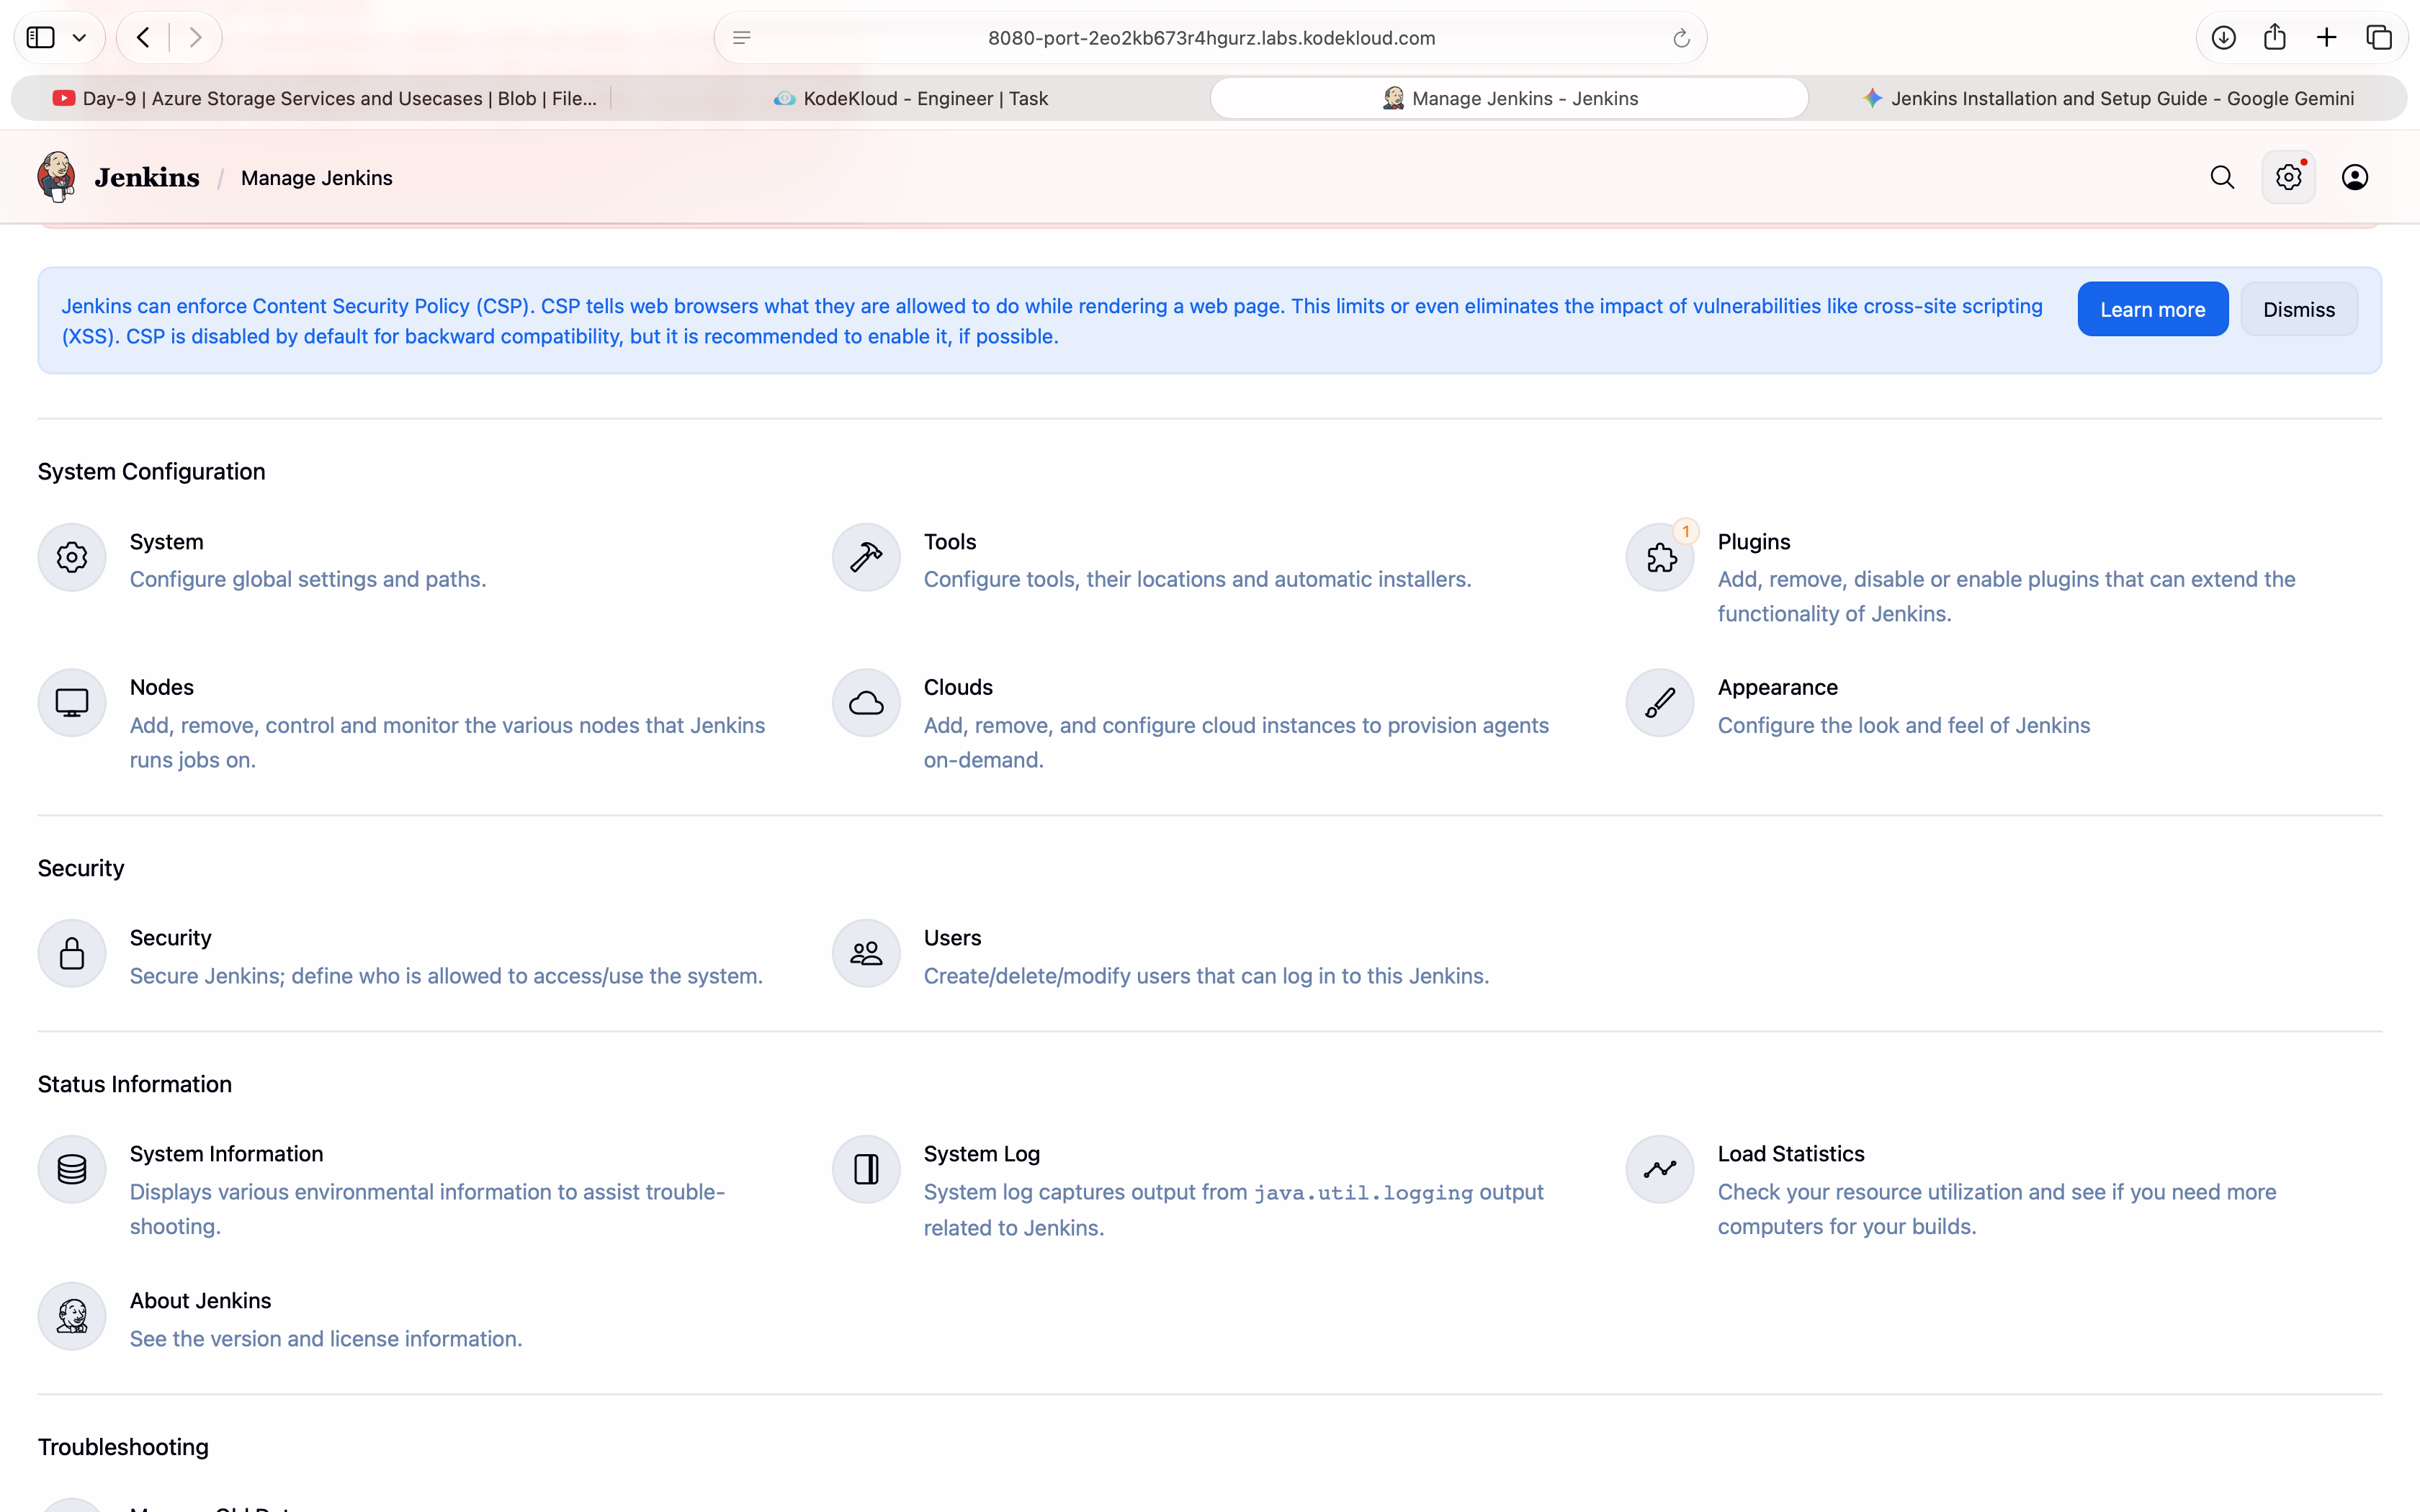 8080-port-2eo2kb673r4hgurz.labs.kodekloud.com
Day-9 | Azure Storage Services and Usecases | Blob | File...
KodeKloud - Engineer | Task
Manage Jenkins - Jenkins
Jenkins Installation and Setup Guide - Google Gemini
Jenkins / Manage Jenkins
Jenkins can enforce Content Security Policy (CSP). CSP tells web browsers what they are allowed to do while rendering a web page. This limits or even eliminates the impact of vulnerabilities like cross-site scripting
(XSS). CSP is disabled by default for backward compatibility, but it is recommended to enable it, if possible.
Learn more
Dismiss
System Configuration
System
Configure global settings and paths.
Tools
Configure tools, their locations and automatic installers.
1
Plugins
Add, remove, disable or enable plugins that can extend the
functionality of Jenkins.
Nodes
Add, remove, control and monitor the various nodes that Jenkins
runs jobs on.
Clouds
Add, remove, and configure cloud instances to provision agents
on-demand.
Appearance
Configure the look and feel of Jenkins
Security
Security
Secure Jenkins; define who is allowed to access/use the system.
Users
Create/delete/modify users that can log in to this Jenkins.
Status Information
System Information
Displays various environmental information to assist trouble-
shooting.
System Log
System log captures output from java.util.logging output
related to Jenkins.
Load Statistics
Check your resource utilization and see if you need more
computers for your builds.
About Jenkins
See the version and license information.
Troubleshooting